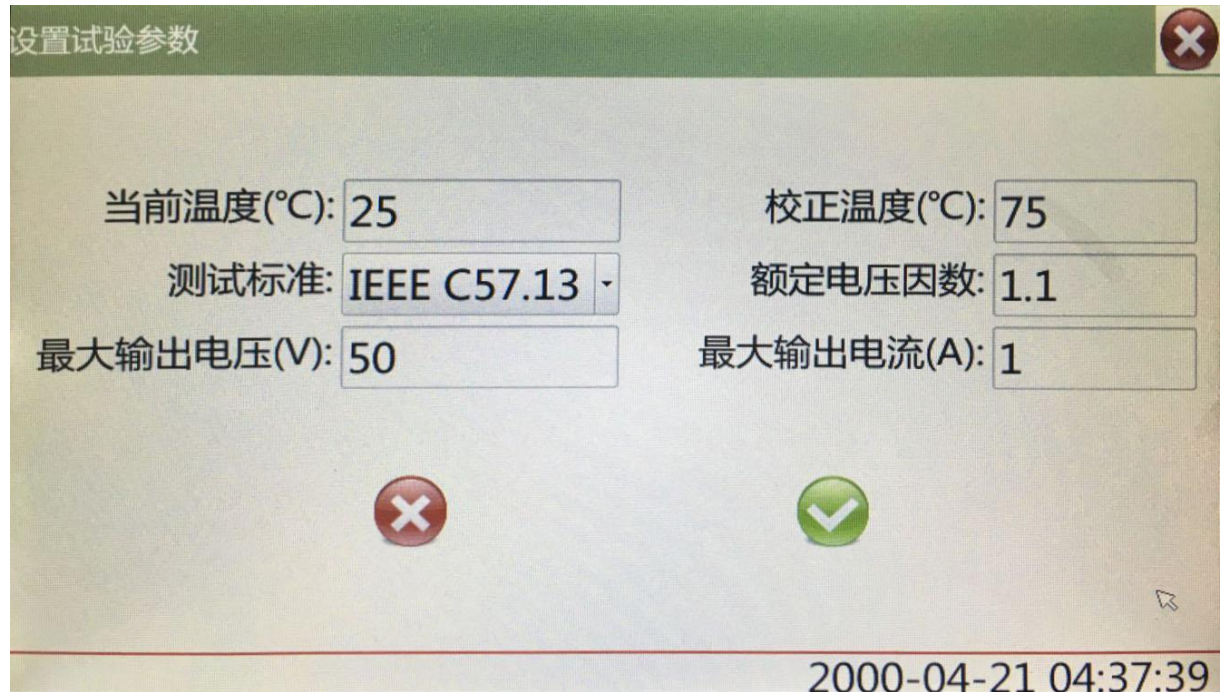 设置试验参数
当前温度(℃): 25 校正温度(℃): 75
测试标准: IEEE C57.13 额定电压因数: 1.1
最大输出电压(V): 50 最大输出电流(A): 1
2000-04-21 04:37:39